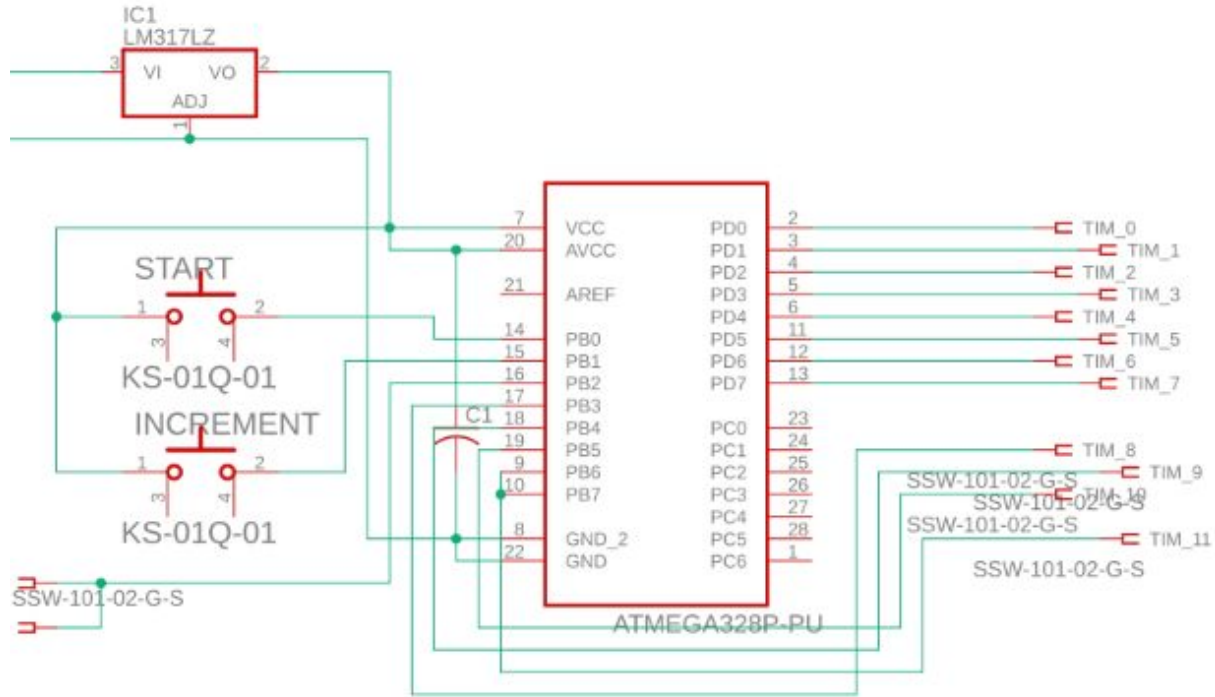 IC1
LM317LZ
3 VI VO 2
ADJ
1
START
1 2
3 4
KS-01Q-01
INCREMENT
1 2
3 4
KS-01Q-01
SSW-101-02-G-S
C1
7 VCC PD0 2 TIM_0
20 AVCC PD1 3 TIM_1
PD2 4 TIM_2
21 AREF PD3 5 TIM_3
PD4 6 TIM_4
14 PB0 PD5 11 TIM_5
15 PB1 PD6 12 TIM_6
16 PB2 PD7 13 TIM_7
17 PB3
18 PB4 PC0 23
19 PB5 PC1 24 TIM_8
9 PB6 PC2 25 TIM_9
10 PB7 PC3 26 TIM_10
PC4 27
8 GND_2 PC5 28 TIM_11
22 GND PC6 1
SSW-101-02-G-S
SSW-101-02-G-S
SSW-101-02-G-S
SSW-101-02-G-S
ATMEGA328P-PU